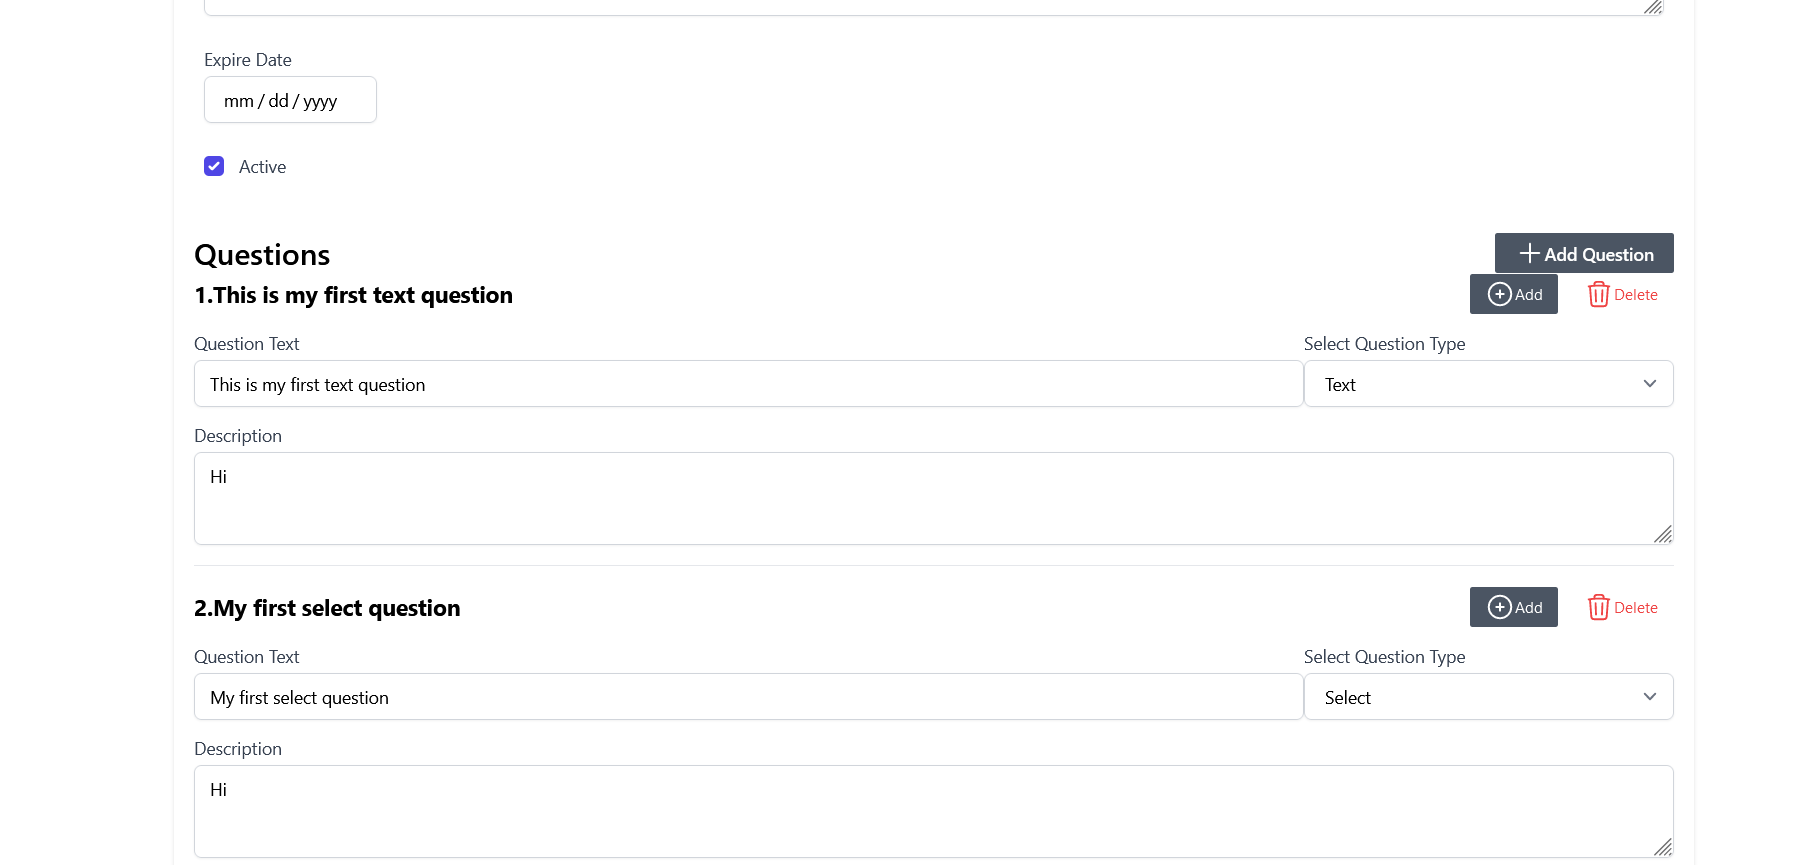 Expire Date
mm / dd / yyyy
Active
Questions
Add Question
1.This is my first text question
Add
Delete
Question Text
Select Question Type
This is my first text question
Text
Description
Hi
2.My first select question
Add
Delete
Question Text
Select Question Type
My first select question
Select
Description
Hi